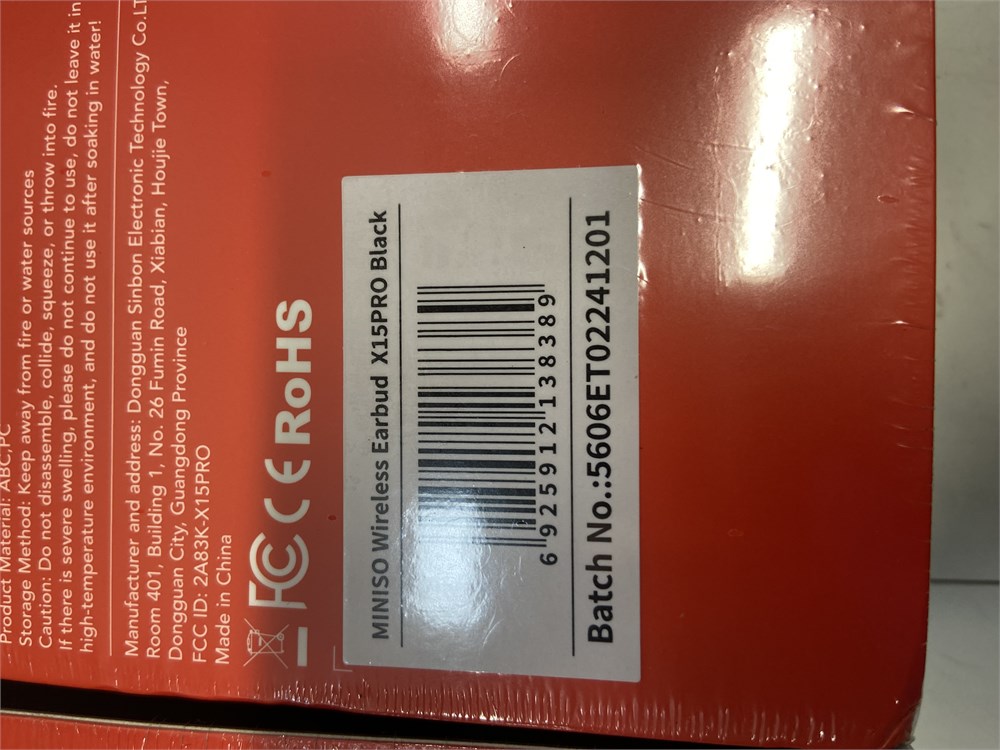 Product Material: ABC,PC
Storage Method: Keep away from fire or water sources
Caution: Do not disassemble, collide, squeeze, or throw into fire.
If there is severe swelling, please do not continue to use, do not leave it in
high-temperature environment, and do not use it after soaking in water!
Manufacturer and address: Dongguan Sinbon Electronic Technology Co.LT
Room 401, Building 1, No. 26 Fumin Road, Xiabian, Houjie Town,
Dongguan City, Guangdong Province
FCC ID: 2A83K-X15PRO
Made in China
FC CE RoHS
MINISO Wireless Earbud X15PRO Black
6925912138389
Batch No.:5606ET02241201